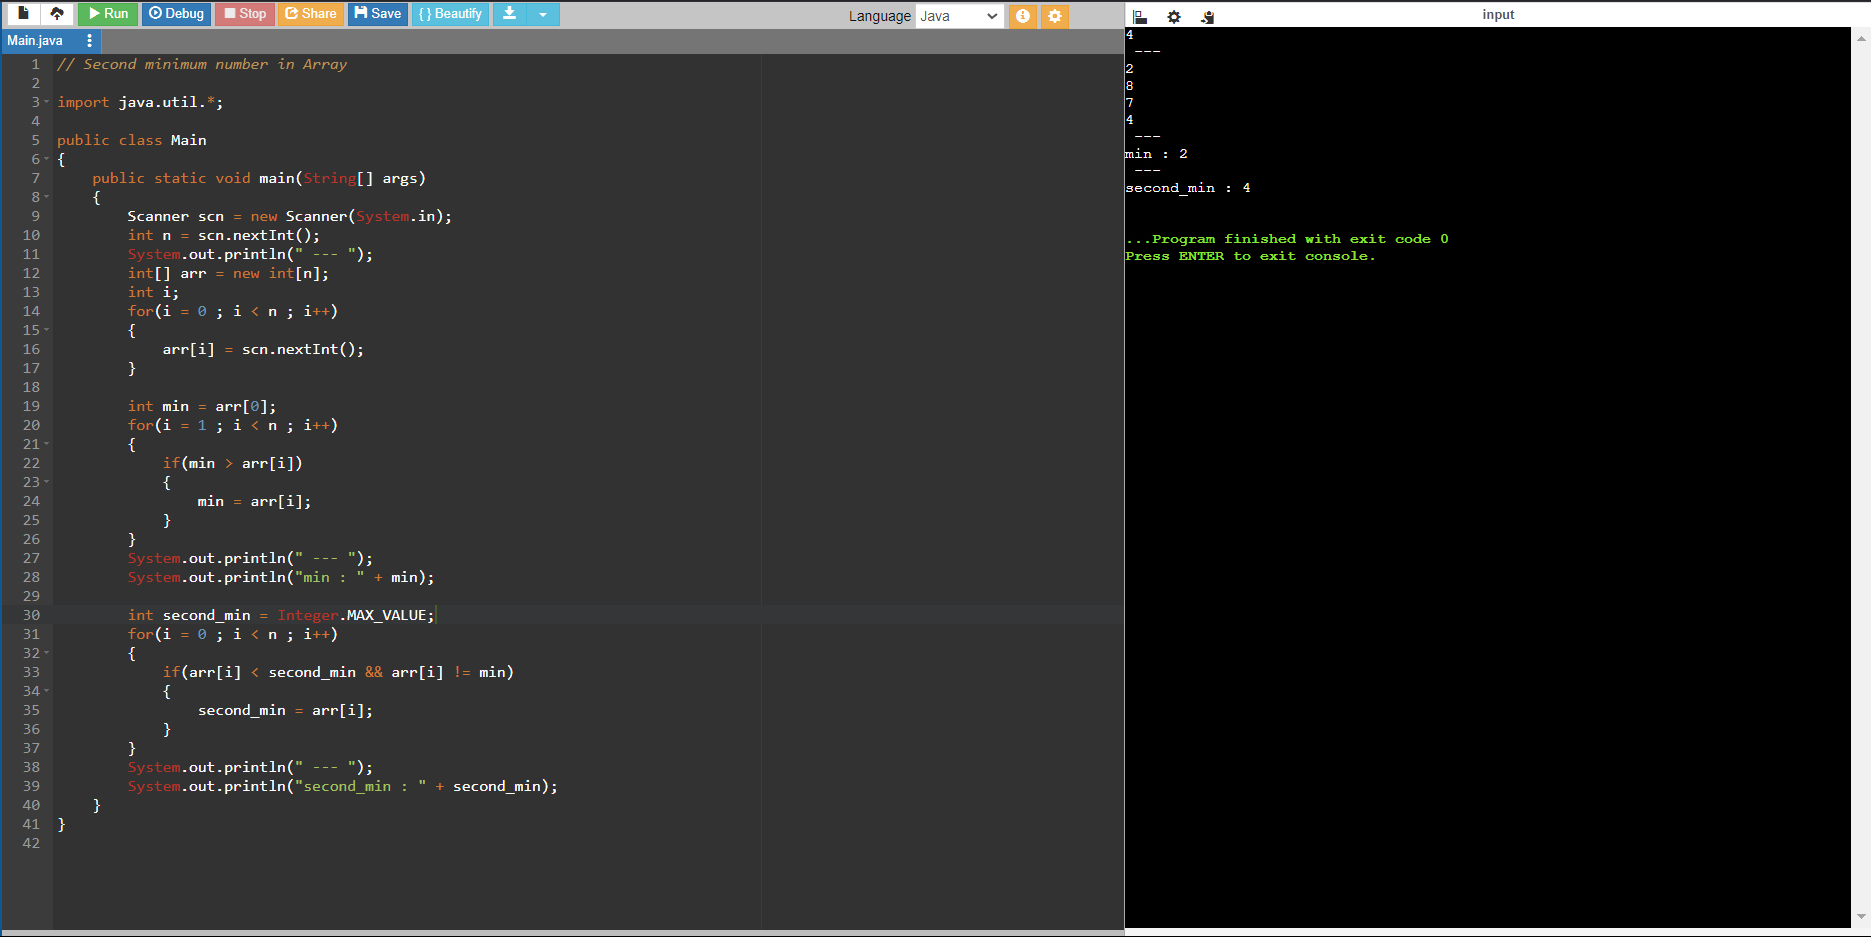 Run Debug Stop Share Save { } Beautify Language Java
input
Main.java
1 // Second minimum number in Array
2
3 import java.util.*;
4
5 public class Main
6 {
7     public static void main(String[] args)
8     {
9         Scanner scn = new Scanner(System.in);
10         int n = scn.nextInt();
11         System.out.println(" --- ");
12         int[] arr = new int[n];
13         int i;
14         for(i = 0 ; i < n ; i++)
15         {
16             arr[i] = scn.nextInt();
17         }
18
19         int min = arr[0];
20         for(i = 1 ; i < n ; i++)
21         {
22             if(min > arr[i])
23             {
24                 min = arr[i];
25             }
26         }
27         System.out.println(" --- ");
28         System.out.println("min : " + min);
29
30         int second_min = Integer.MAX_VALUE;
31         for(i = 0 ; i < n ; i++)
32         {
33             if(arr[i] < second_min && arr[i] != min)
34             {
35                 second_min = arr[i];
36             }
37         }
38         System.out.println(" --- ");
39         System.out.println("second_min : " + second_min);
40     }
41 }
42
4
 ---
2
8
7
4
 ---
min : 2
 ---
second_min : 4
...Program finished with exit code 0
Press ENTER to exit console.